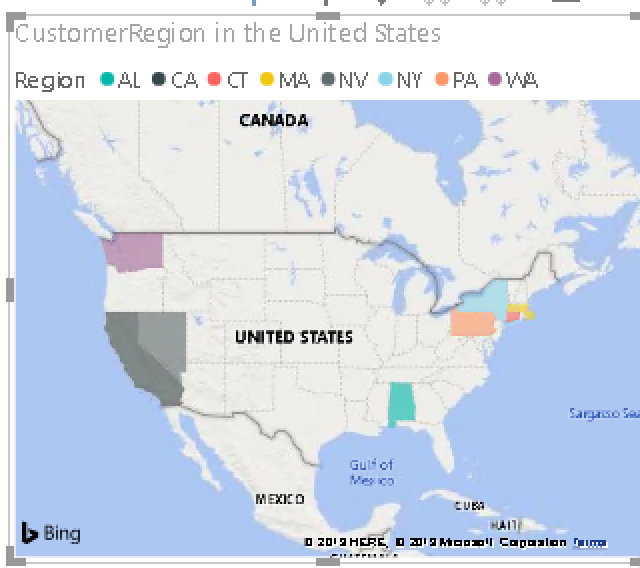 CustomerRegion in the United States
Region AL CA CT MA NV NY PA WA
CANADA
UNITED STATES
Sargasso Sea
Gulf of
Mexico
MEXICO
CUBA
HAITI
Bing
© 2019 HERE, © 2019 Microsoft Corporation Terms
GUATEMALA